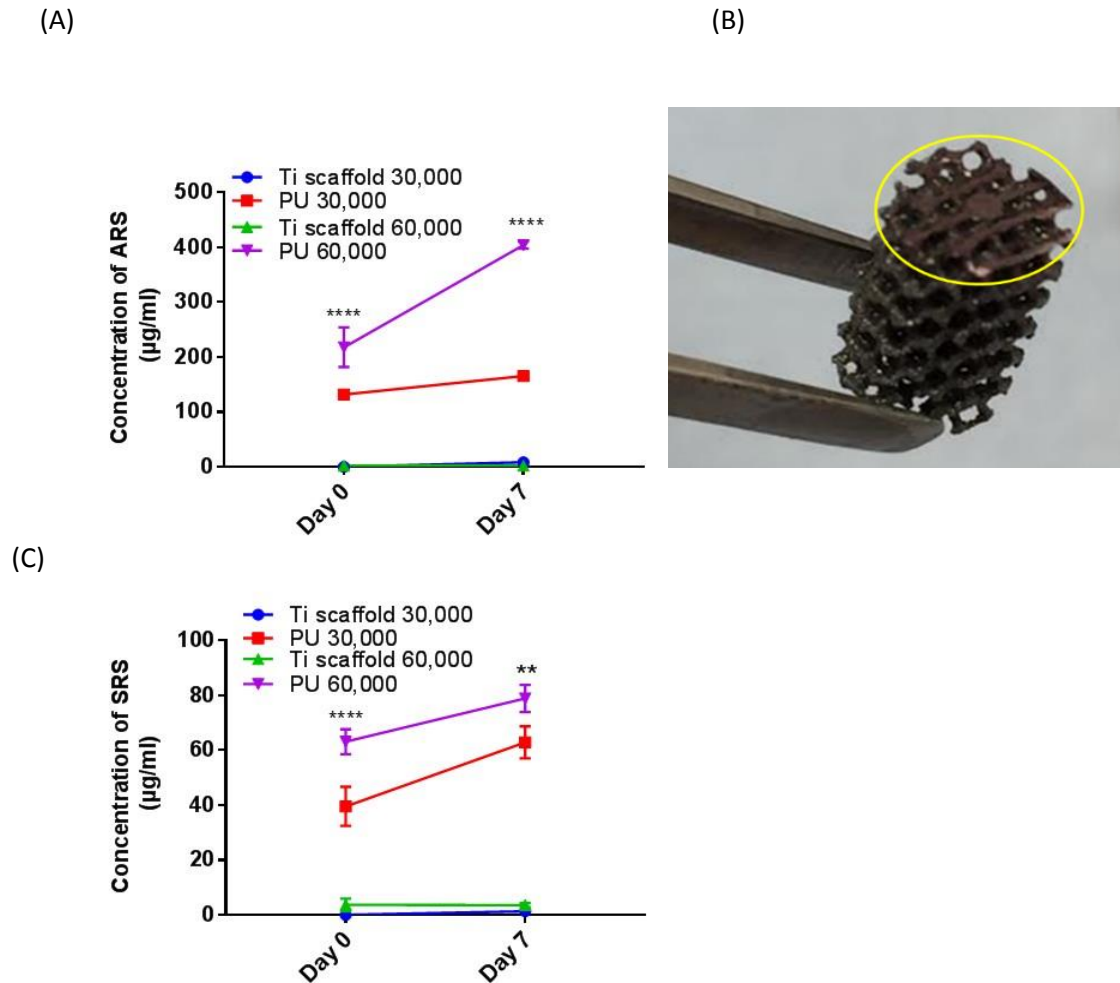 (A)
(B)
Ti scaffold 30,000
PU 30,000
Ti scaffold 60,000
PU 60,000
Concentration of ARS
(µg/ml)
500
400
300
200
100
0
****
****
Day 0
Day 7
(C)
Ti scaffold 30,000
PU 30,000
Ti scaffold 60,000
PU 60,000
Concentration of SRS
(µg/ml)
100
80
60
40
20
0
****
**
Day 0
Day 7